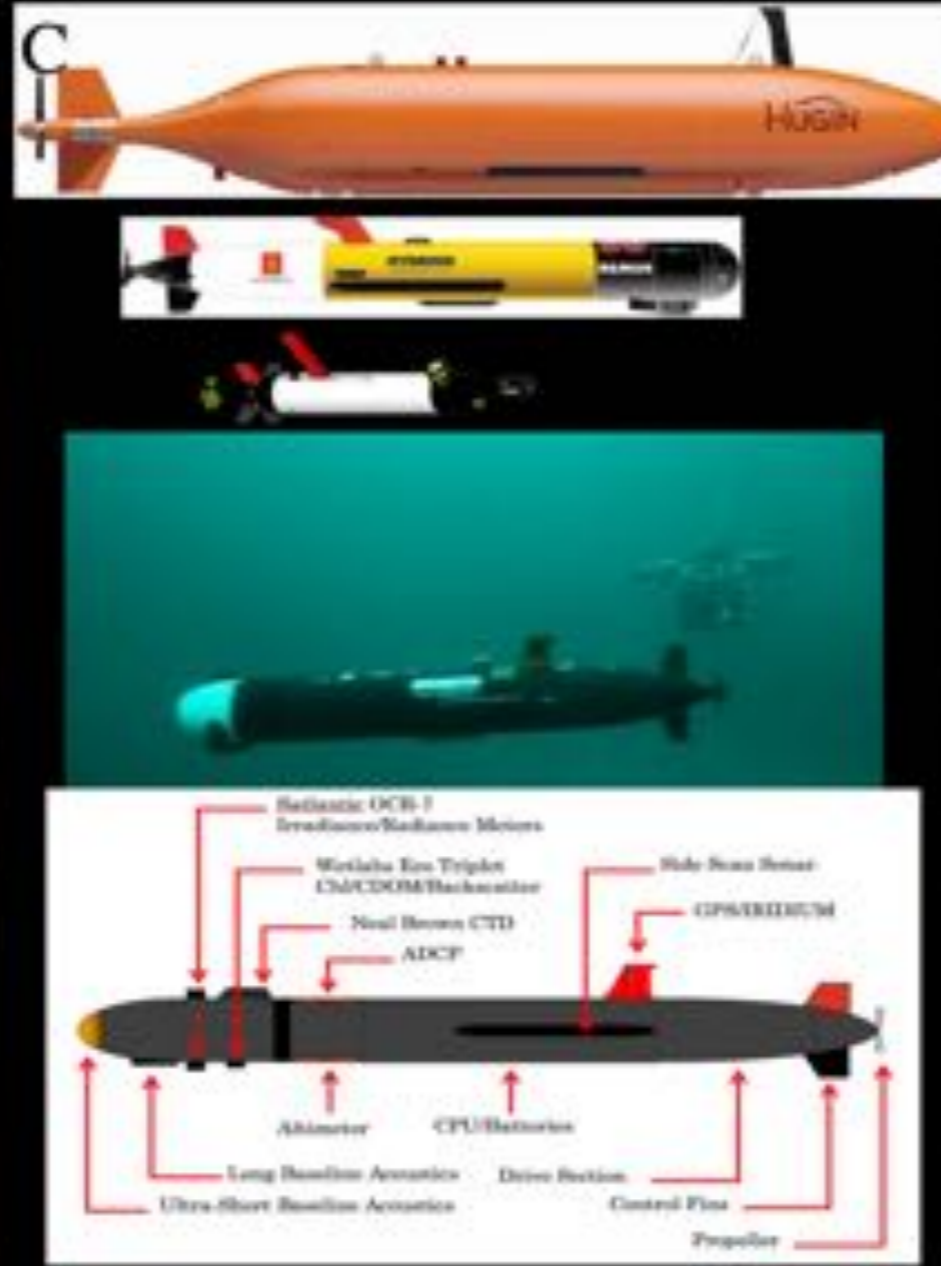 C
HUGIN
Satlantic OCR-7
Irradiance/Radiance Meters
Wetlabs Eco Triplet
Chl/CDOM/Backscatter
Neal Brown CTD
ADCP
Side Scan Sonar
GPS/IRIDIUM
Altimeter
CPU/Batteries
Long Baseline Acoustics
Drive Section
Ultra-Short Baseline Acoustics
Control Fins
Propeller